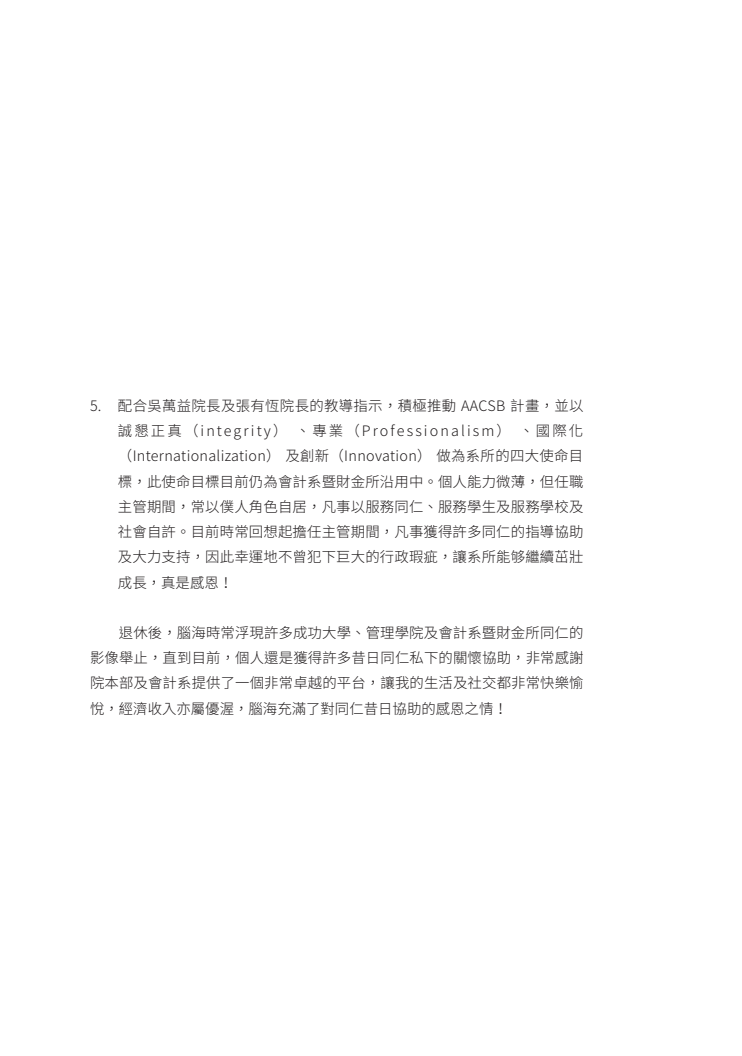 5. 配合吳萬益院長及張有恆院長的教導指示，積極推動 AACSB 計畫，並以
誠懇正真（integrity）、專業（Professionalism）、國際化
（Internationalization） 及創新（Innovation） 做為系所的四大使命目
標，此使命目標目前仍為會計系暨財金所沿用中。個人能力微薄，但任職
主管期間，常以僕人角色自居，凡事以服務同仁、服務學生及服務學校及
社會自許。目前時常回想起擔任主管期間，凡事獲得許多同仁的指導協助
及大力支持，因此幸運地不曾犯下巨大的行政瑕疵，讓系所能够繼續茁壯
成長，真是感恩！
退休後，腦海時常浮現許多成功大學、管理學院及會計系暨財金所同仁的
影像舉止，直到目前，個人還是獲得許多昔日同仁私下的關懷協助，非常感謝
院本部及會計系提供了一個非常卓越的平台，讓我的生活及社交都非常快樂愉
悅，經濟收入亦屬優渥，腦海充滿了對同仁昔日協助的感恩之情！